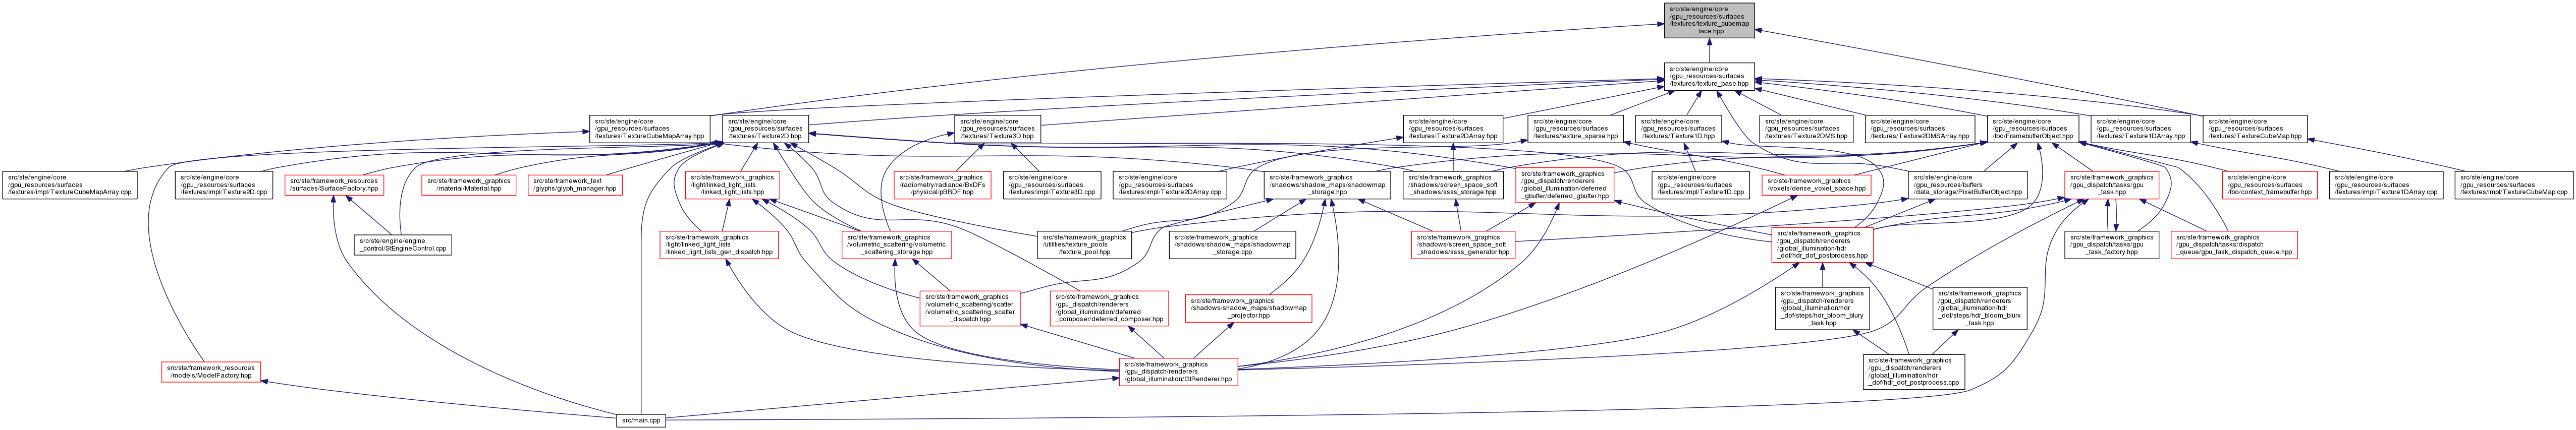 src/ste/engine/core
/gpu_resources/surfaces
/textures/texture_cubemap
_face.hpp
src/ste/engine/core
/gpu_resources/surfaces
/textures/texture_base.hpp
src/ste/engine/core
/gpu_resources/surfaces
/textures/TextureCubeMapArray.hpp
src/ste/engine/core
/gpu_resources/surfaces
/textures/Texture2D.hpp
src/ste/engine/core
/gpu_resources/surfaces
/textures/Texture3D.hpp
src/ste/engine/core
/gpu_resources/surfaces
/textures/Texture2DArray.hpp
src/ste/engine/core
/gpu_resources/surfaces
/textures/texture_sparse.hpp
src/ste/engine/core
/gpu_resources/surfaces
/textures/Texture1D.hpp
src/ste/engine/core
/gpu_resources/surfaces
/textures/Texture2DMS.hpp
src/ste/engine/core
/gpu_resources/surfaces
/textures/Texture2DMSArray.hpp
src/ste/engine/core
/gpu_resources/surfaces
/fbo/FramebufferObject.hpp
src/ste/engine/core
/gpu_resources/surfaces
/textures/Texture1DArray.hpp
src/ste/engine/core
/gpu_resources/surfaces
/textures/TextureCubeMap.hpp
src/ste/engine/core
/gpu_resources/surfaces
/textures/impl/TextureCubeMapArray.cpp
src/ste/engine/core
/gpu_resources/surfaces
/textures/impl/Texture2D.cpp
src/ste/framework_resources
/surfaces/SurfaceFactory.hpp
src/ste/framework_graphics
/material/Material.hpp
src/ste/framework_text
/glyphs/glyph_manager.hpp
src/ste/framework_graphics
/light/linked_light_lists
/linked_light_lists.hpp
src/ste/framework_graphics
/radiometry/radiance/BxDFs
/physical/pBRDF.hpp
src/ste/engine/core
/gpu_resources/surfaces
/textures/impl/Texture3D.cpp
src/ste/engine/core
/gpu_resources/surfaces
/textures/impl/Texture2DArray.cpp
src/ste/framework_graphics
/shadows/shadow_maps/shadowmap
_storage.hpp
src/ste/framework_graphics
/shadows/screen_space_soft
_shadows/ssss_storage.hpp
src/ste/framework_graphics
/gpu_dispatch/renderers
/global_illumination/deferred
_gbuffer/deferred_gbuffer.hpp
src/ste/engine/core
/gpu_resources/surfaces
/textures/impl/Texture1D.cpp
src/ste/framework_graphics
/voxels/dense_voxel_space.hpp
src/ste/engine/core
/gpu_resources/buffers
/data_storage/PixelBufferObject.hpp
src/ste/framework_graphics
/gpu_dispatch/tasks/gpu
_task.hpp
src/ste/engine/core
/gpu_resources/surfaces
/fbo/context_framebuffer.hpp
src/ste/engine/core
/gpu_resources/surfaces
/textures/impl/Texture1DArray.cpp
src/ste/engine/core
/gpu_resources/surfaces
/textures/impl/TextureCubeMap.cpp
src/ste/engine/engine
_control/StEngineControl.cpp
src/ste/framework_graphics
/light/linked_light_lists
/linked_light_lists_gen_dispatch.hpp
src/ste/framework_graphics
/volumetric_scattering/volumetric
_scattering_storage.hpp
src/ste/framework_graphics
/utilities/texture_pools
/texture_pool.hpp
src/ste/framework_graphics
/shadows/shadow_maps/shadowmap
_storage.cpp
src/ste/framework_graphics
/shadows/screen_space_soft
_shadows/ssss_generator.hpp
src/ste/framework_graphics
/gpu_dispatch/renderers
/global_illumination/hdr
_dof/hdr_dof_postprocess.hpp
src/ste/framework_graphics
/gpu_dispatch/tasks/gpu
_task_factory.hpp
src/ste/framework_graphics
/gpu_dispatch/tasks/dispatch
_queue/gpu_task_dispatch_queue.hpp
src/ste/framework_graphics
/volumetric_scattering/scatter
/volumetric_scattering_scatter
_dispatch.hpp
src/ste/framework_graphics
/gpu_dispatch/renderers
/global_illumination/deferred
_composer/deferred_composer.hpp
src/ste/framework_graphics
/shadows/shadow_maps/shadowmap
_projector.hpp
src/ste/framework_graphics
/gpu_dispatch/renderers
/global_illumination/hdr
_dof/steps/hdr_bloom_blury
_task.hpp
src/ste/framework_graphics
/gpu_dispatch/renderers
/global_illumination/hdr
_dof/steps/hdr_bloom_blurx
_task.hpp
src/ste/framework_resources
/models/ModelFactory.hpp
src/ste/framework_graphics
/gpu_dispatch/renderers
/global_illumination/GIRenderer.hpp
src/ste/framework_graphics
/gpu_dispatch/renderers
/global_illumination/hdr
_dof/hdr_dof_postprocess.cpp
src/main.cpp